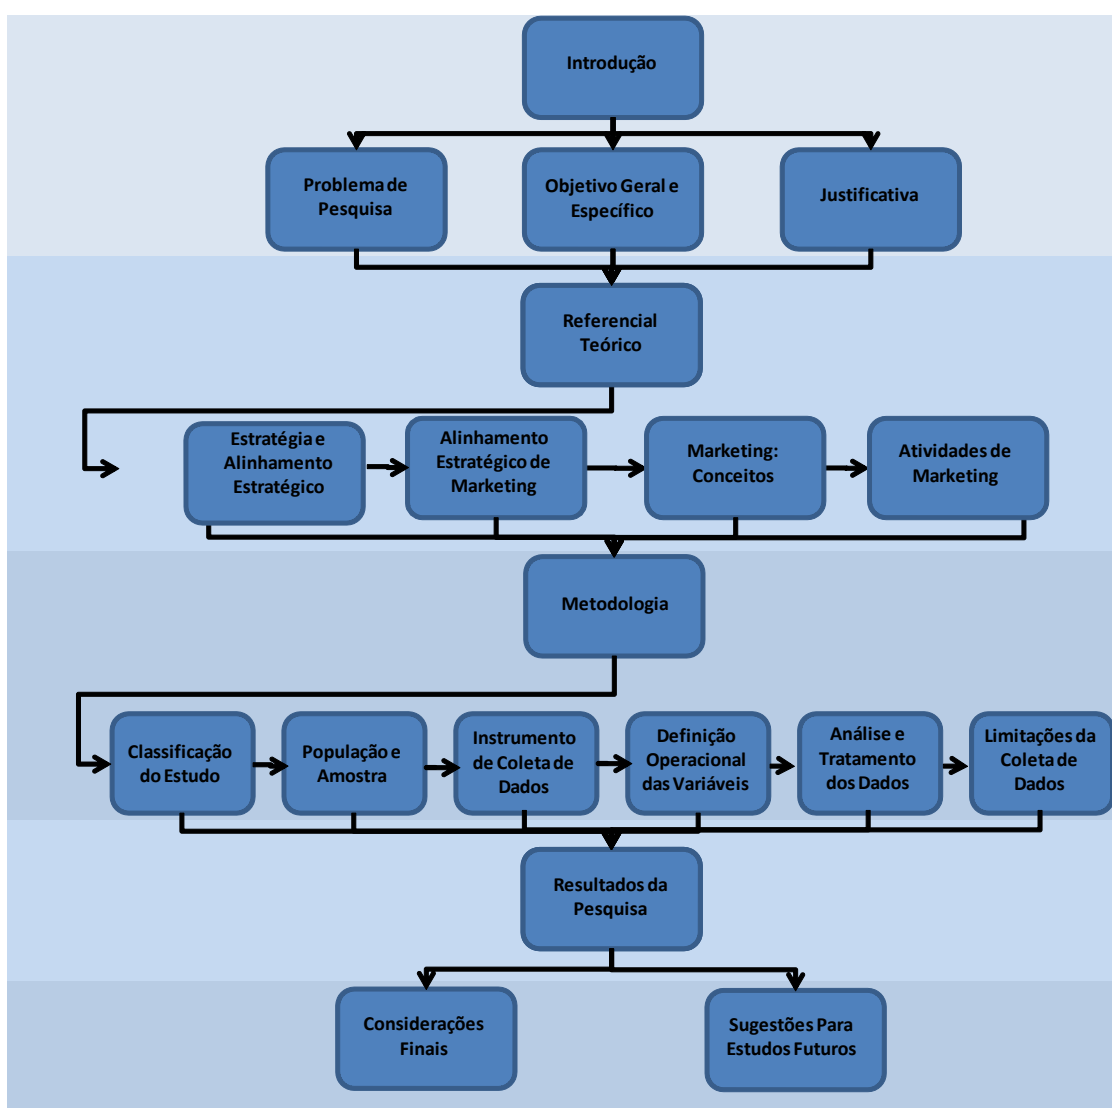 Introdução
Problema de
Pesquisa
Objetivo Geral e
Específico
Justificativa
Referencial
Teórico
Estratégia e
Alinhamento
Estratégico
Alinhamento
Estratégico de
Marketing
Marketing:
Conceitos
Atividades de
Marketing
Metodologia
Classificação
do Estudo
População e
Amostra
Instrumento
de Coleta de
Dados
Definição
Operacional
das Variáveis
Análise e
Tratamento
dos Dados
Limitações da
Coleta de
Dados
Resultados da
Pesquisa
Considerações
Finais
Sugestões Para
Estudos Futuros